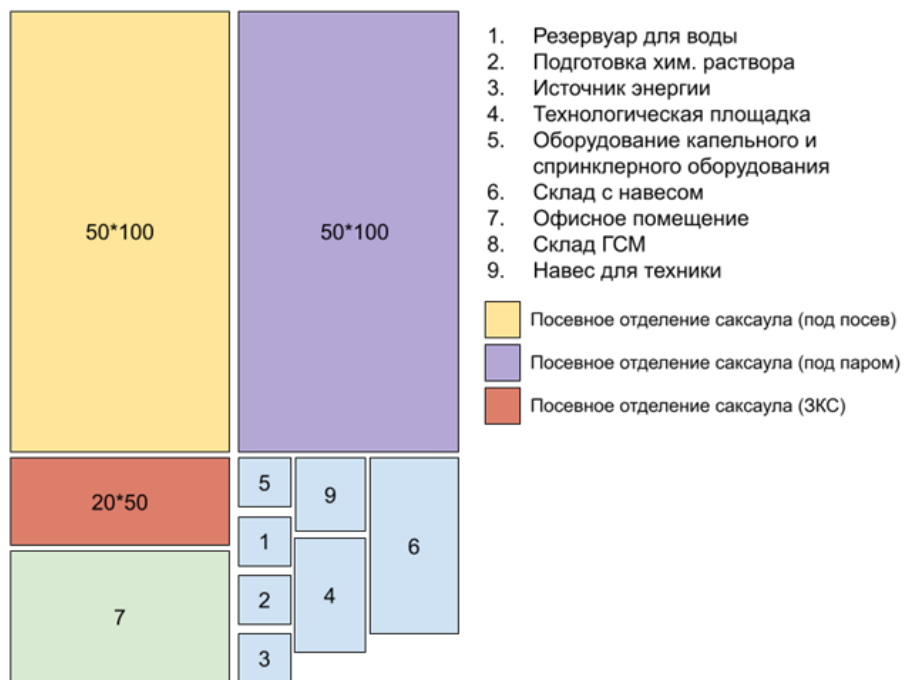 50*100
50*100
20*50
7
5
1
2
3
9
4
6
1. Резервуар для воды
2. Подготовка хим. раствора
3. Источник энергии
4. Технологическая площадка
5. Оборудование капельного и
спринклерного оборудования
6. Склад с навесом
7. Офисное помещение
8. Склад ГСМ
9. Навес для техники
Посевное отделение саксаула (под посев)
Посевное отделение саксаула (под паром)
Посевное отделение саксаула (ЗКС)